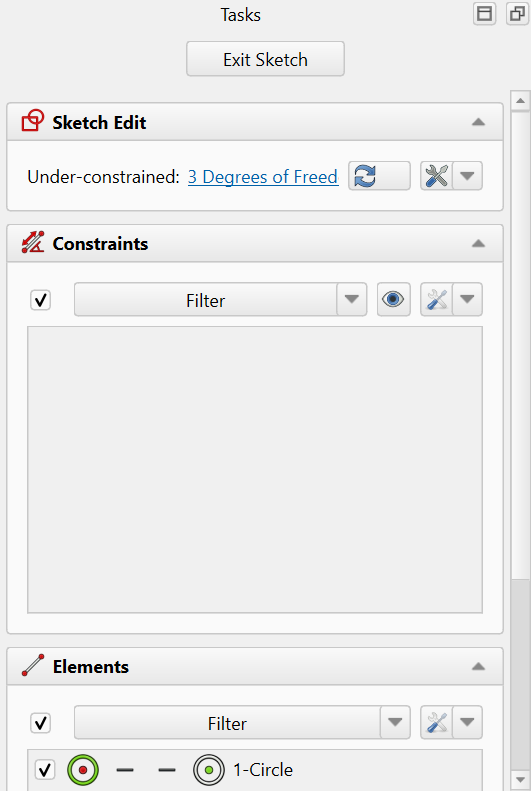 Tasks
Exit Sketch
Sketch Edit
Under-constrained: 3 Degrees of Freed
Constraints
Filter
Elements
Filter
1-Circle